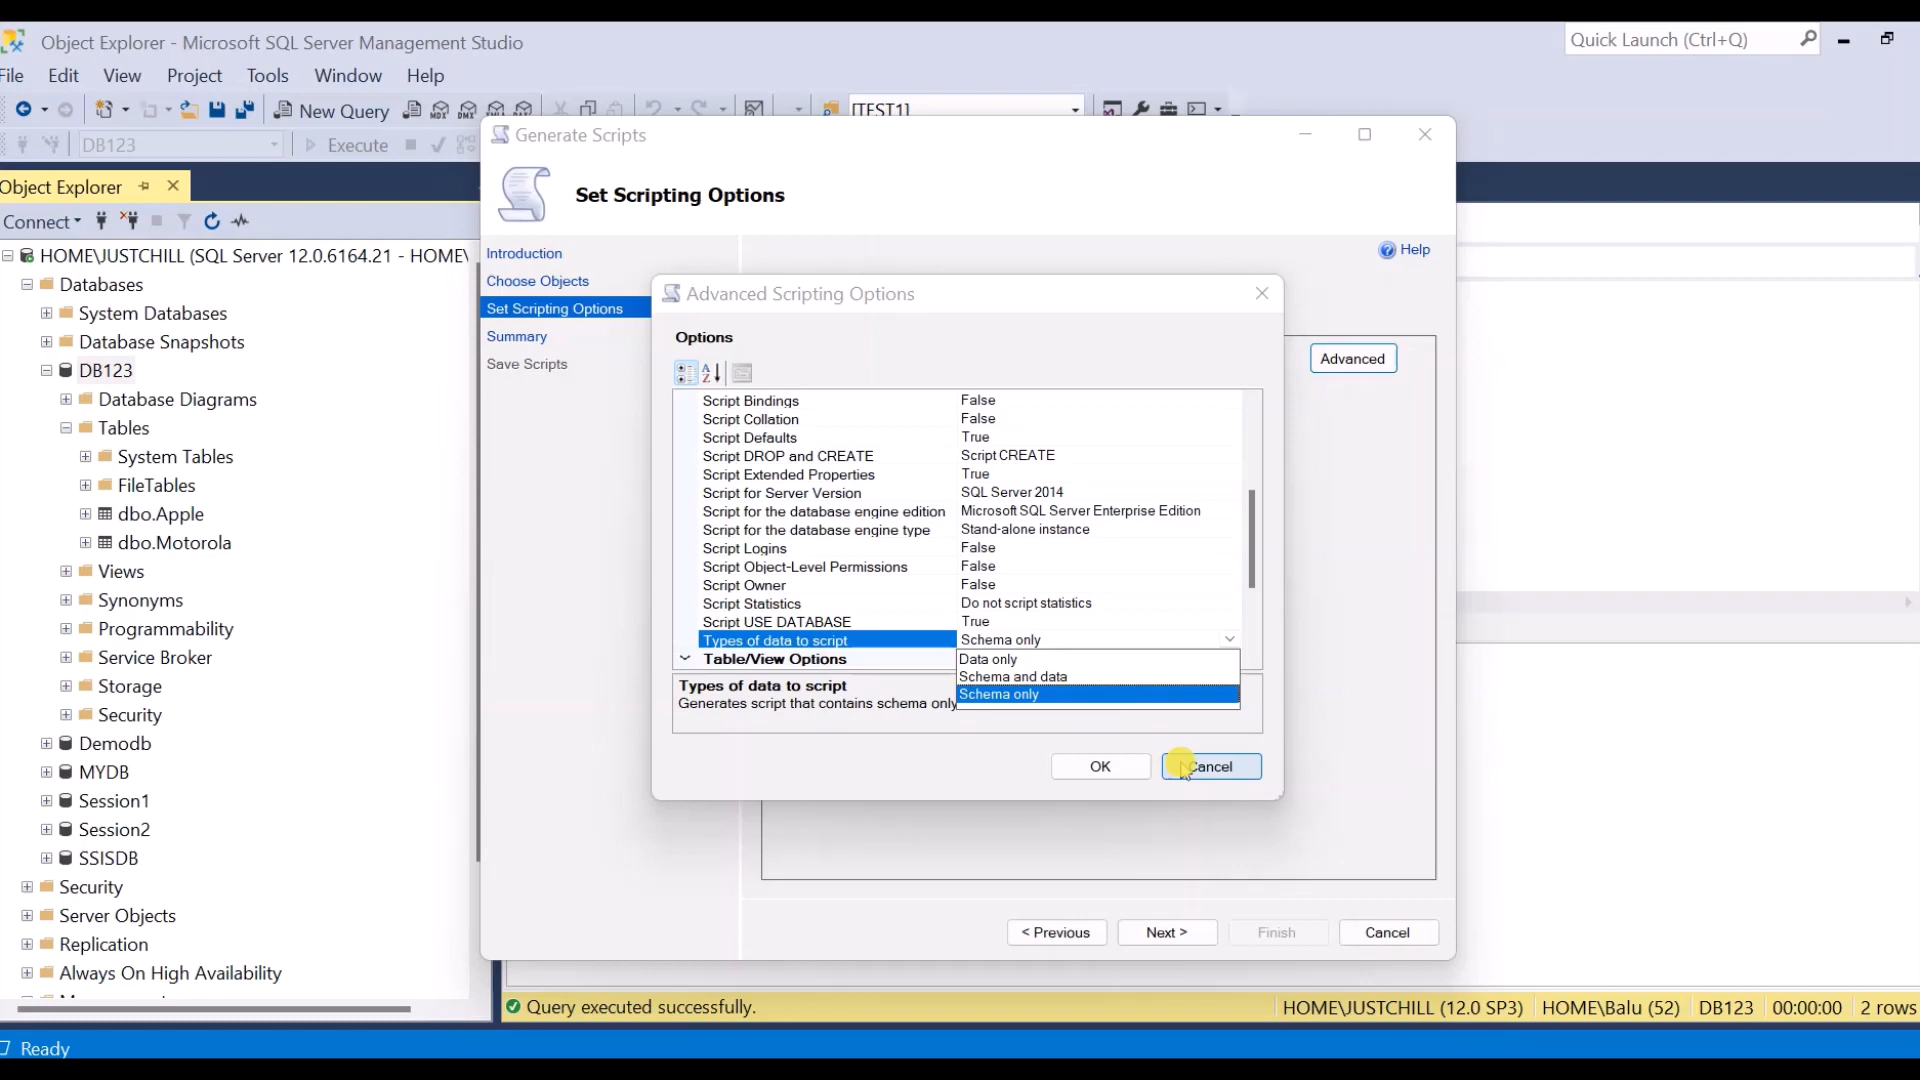 Object Explorer - Microsoft SQL Server Management Studio
Quick Launch (Ctrl+Q)
File Edit View Project Tools Window Help
New Query
[TEST1]
DB123
Execute
Generate Scripts
Set Scripting Options
Object Explorer
Connect
HOME\JUSTCHILL (SQL Server 12.0.6164.21 - HOME\
Databases
System Databases
Database Snapshots
DB123
Database Diagrams
Tables
System Tables
FileTables
dbo.Apple
dbo.Motorola
Views
Synonyms
Programmability
Service Broker
Storage
Security
Demodb
MYDB
Session1
Session2
SSISDB
Security
Server Objects
Replication
Always On High Availability
Introduction
Choose Objects
Set Scripting Options
Summary
Save Scripts
Help
Advanced
Advanced Scripting Options
Options
Script Bindings False
Script Collation False
Script Defaults True
Script DROP and CREATE Script CREATE
Script Extended Properties True
Script for Server Version SQL Server 2014
Script for the database engine edition Microsoft SQL Server Enterprise Edition
Script for the database engine type Stand-alone instance
Script Logins False
Script Object-Level Permissions False
Script Owner False
Script Statistics Do not script statistics
Script USE DATABASE True
Types of data to script Schema only
Table/View Options
Data only
Schema and data
Schema only
Types of data to script
Generates script that contains schema only
OK Cancel
< Previous Next > Finish Cancel
Query executed successfully. HOME\JUSTCHILL (12.0 SP3) HOME\Balu (52) DB123 00:00:00 2 rows
Ready